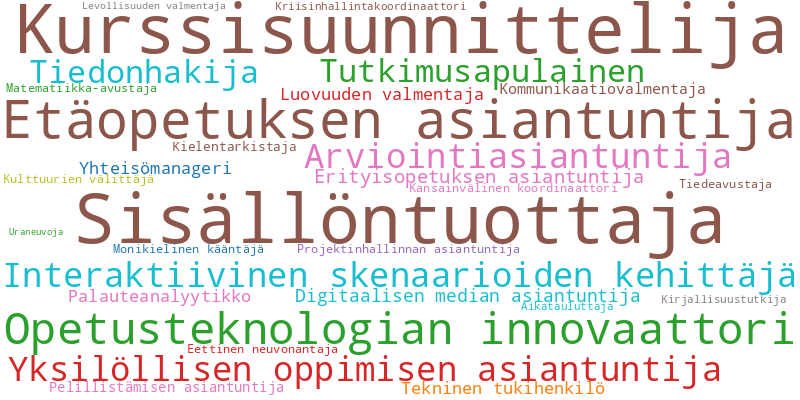 Levollisuuden valmentaja
Kriisinhallintakoordinaattori
Kurssisuunnittelija
Tiedonhakija
Tutkimusapulainen
Matematiikka-avustaja
Luovuuden valmentaja
Kommunikaatiovalmentaja
Etäopetuksen asiantuntija
Kielentarkistaja
Arviointiasiantuntija
Yhteisömanageri
Erityisopetuksen asiantuntija
Kulttuurien välittäjä
Kansainvälinen koordinaattori
Tiedeavustaja
Sisällöntuottaja
Uraneuvoja
Monikielinen kääntäjä
Projektinhallinnan asiantuntija
Interaktiivinen skenaarioiden kehittäjä
Palauteanalyytikko
Digitaalisen median asiantuntija
Kirjallisuustutkija
Aikatauluttaja
Opetusteknologian innovaattori
Eettinen neuvonantaja
Yksilöllisen oppimisen asiantuntija
Pelillistämisen asiantuntija
Tekninen tukihenkilö